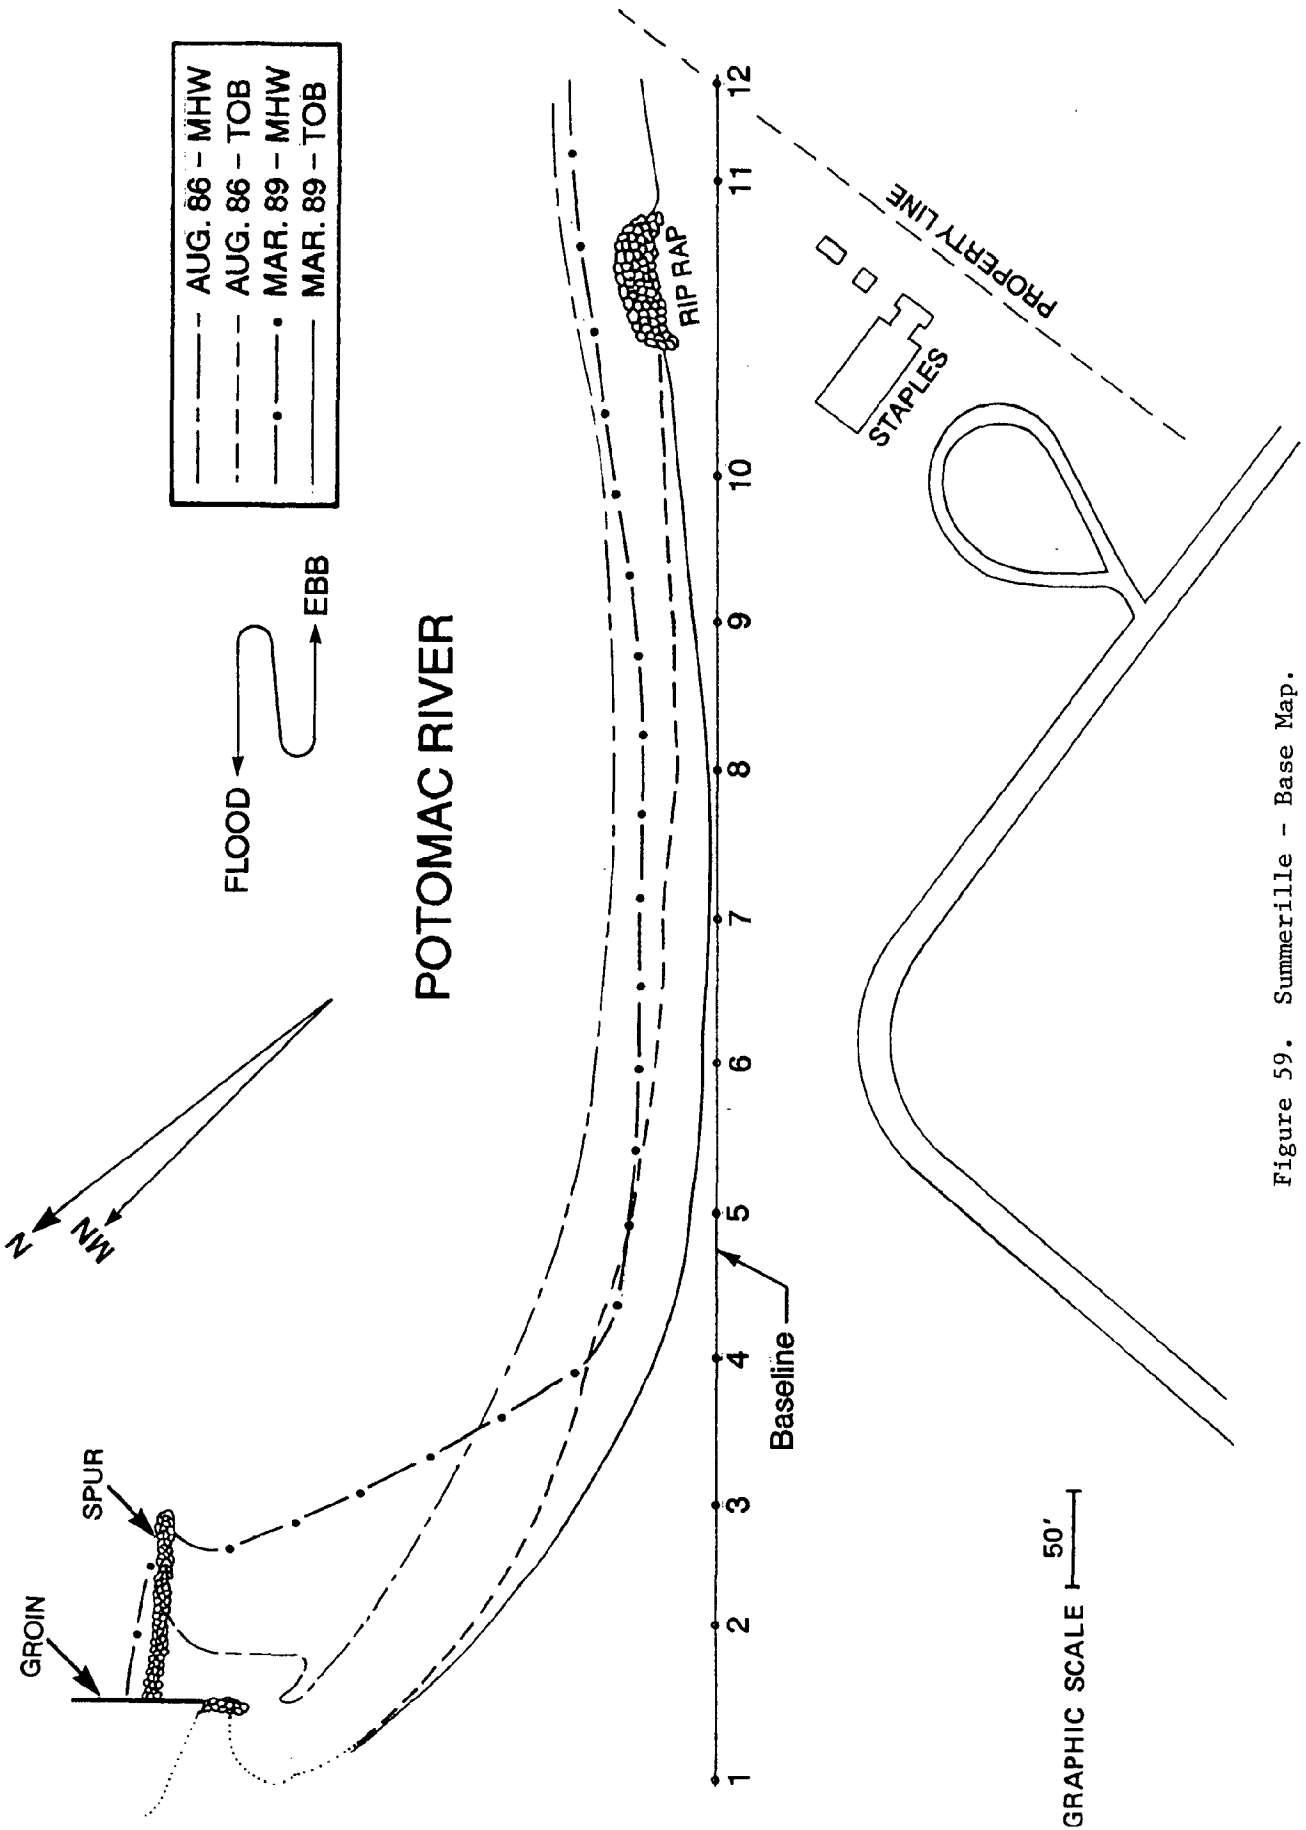 AUG. 86 - MHW
AUG. 86 - TOB
MAR. 89 - MHW
MAR. 89 - TOB
FLOOD
EBB
POTOMAC RIVER
N
MN
GROIN
SPUR
RIP RAP
1 2 3 4 5 6 7 8 9 10 11 12
Baseline
STAPLES
PROPERTY LINE
GRAPHIC SCALE 50'
Figure 59. Summerille - Base Map.